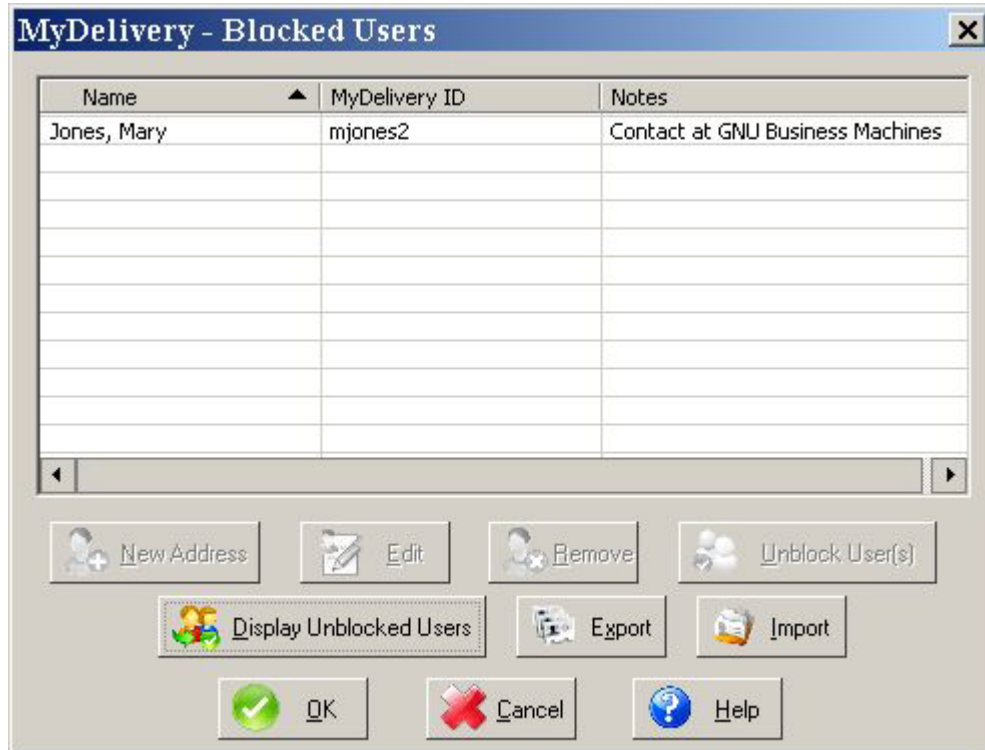 MyDelivery - Blocked Users
Name MyDelivery ID Notes
Jones, Mary mjones2 Contact at GNU Business Machines
New Address Edit Remove Unblock User(s)
Display Unblocked Users Export Import
OK Cancel Help